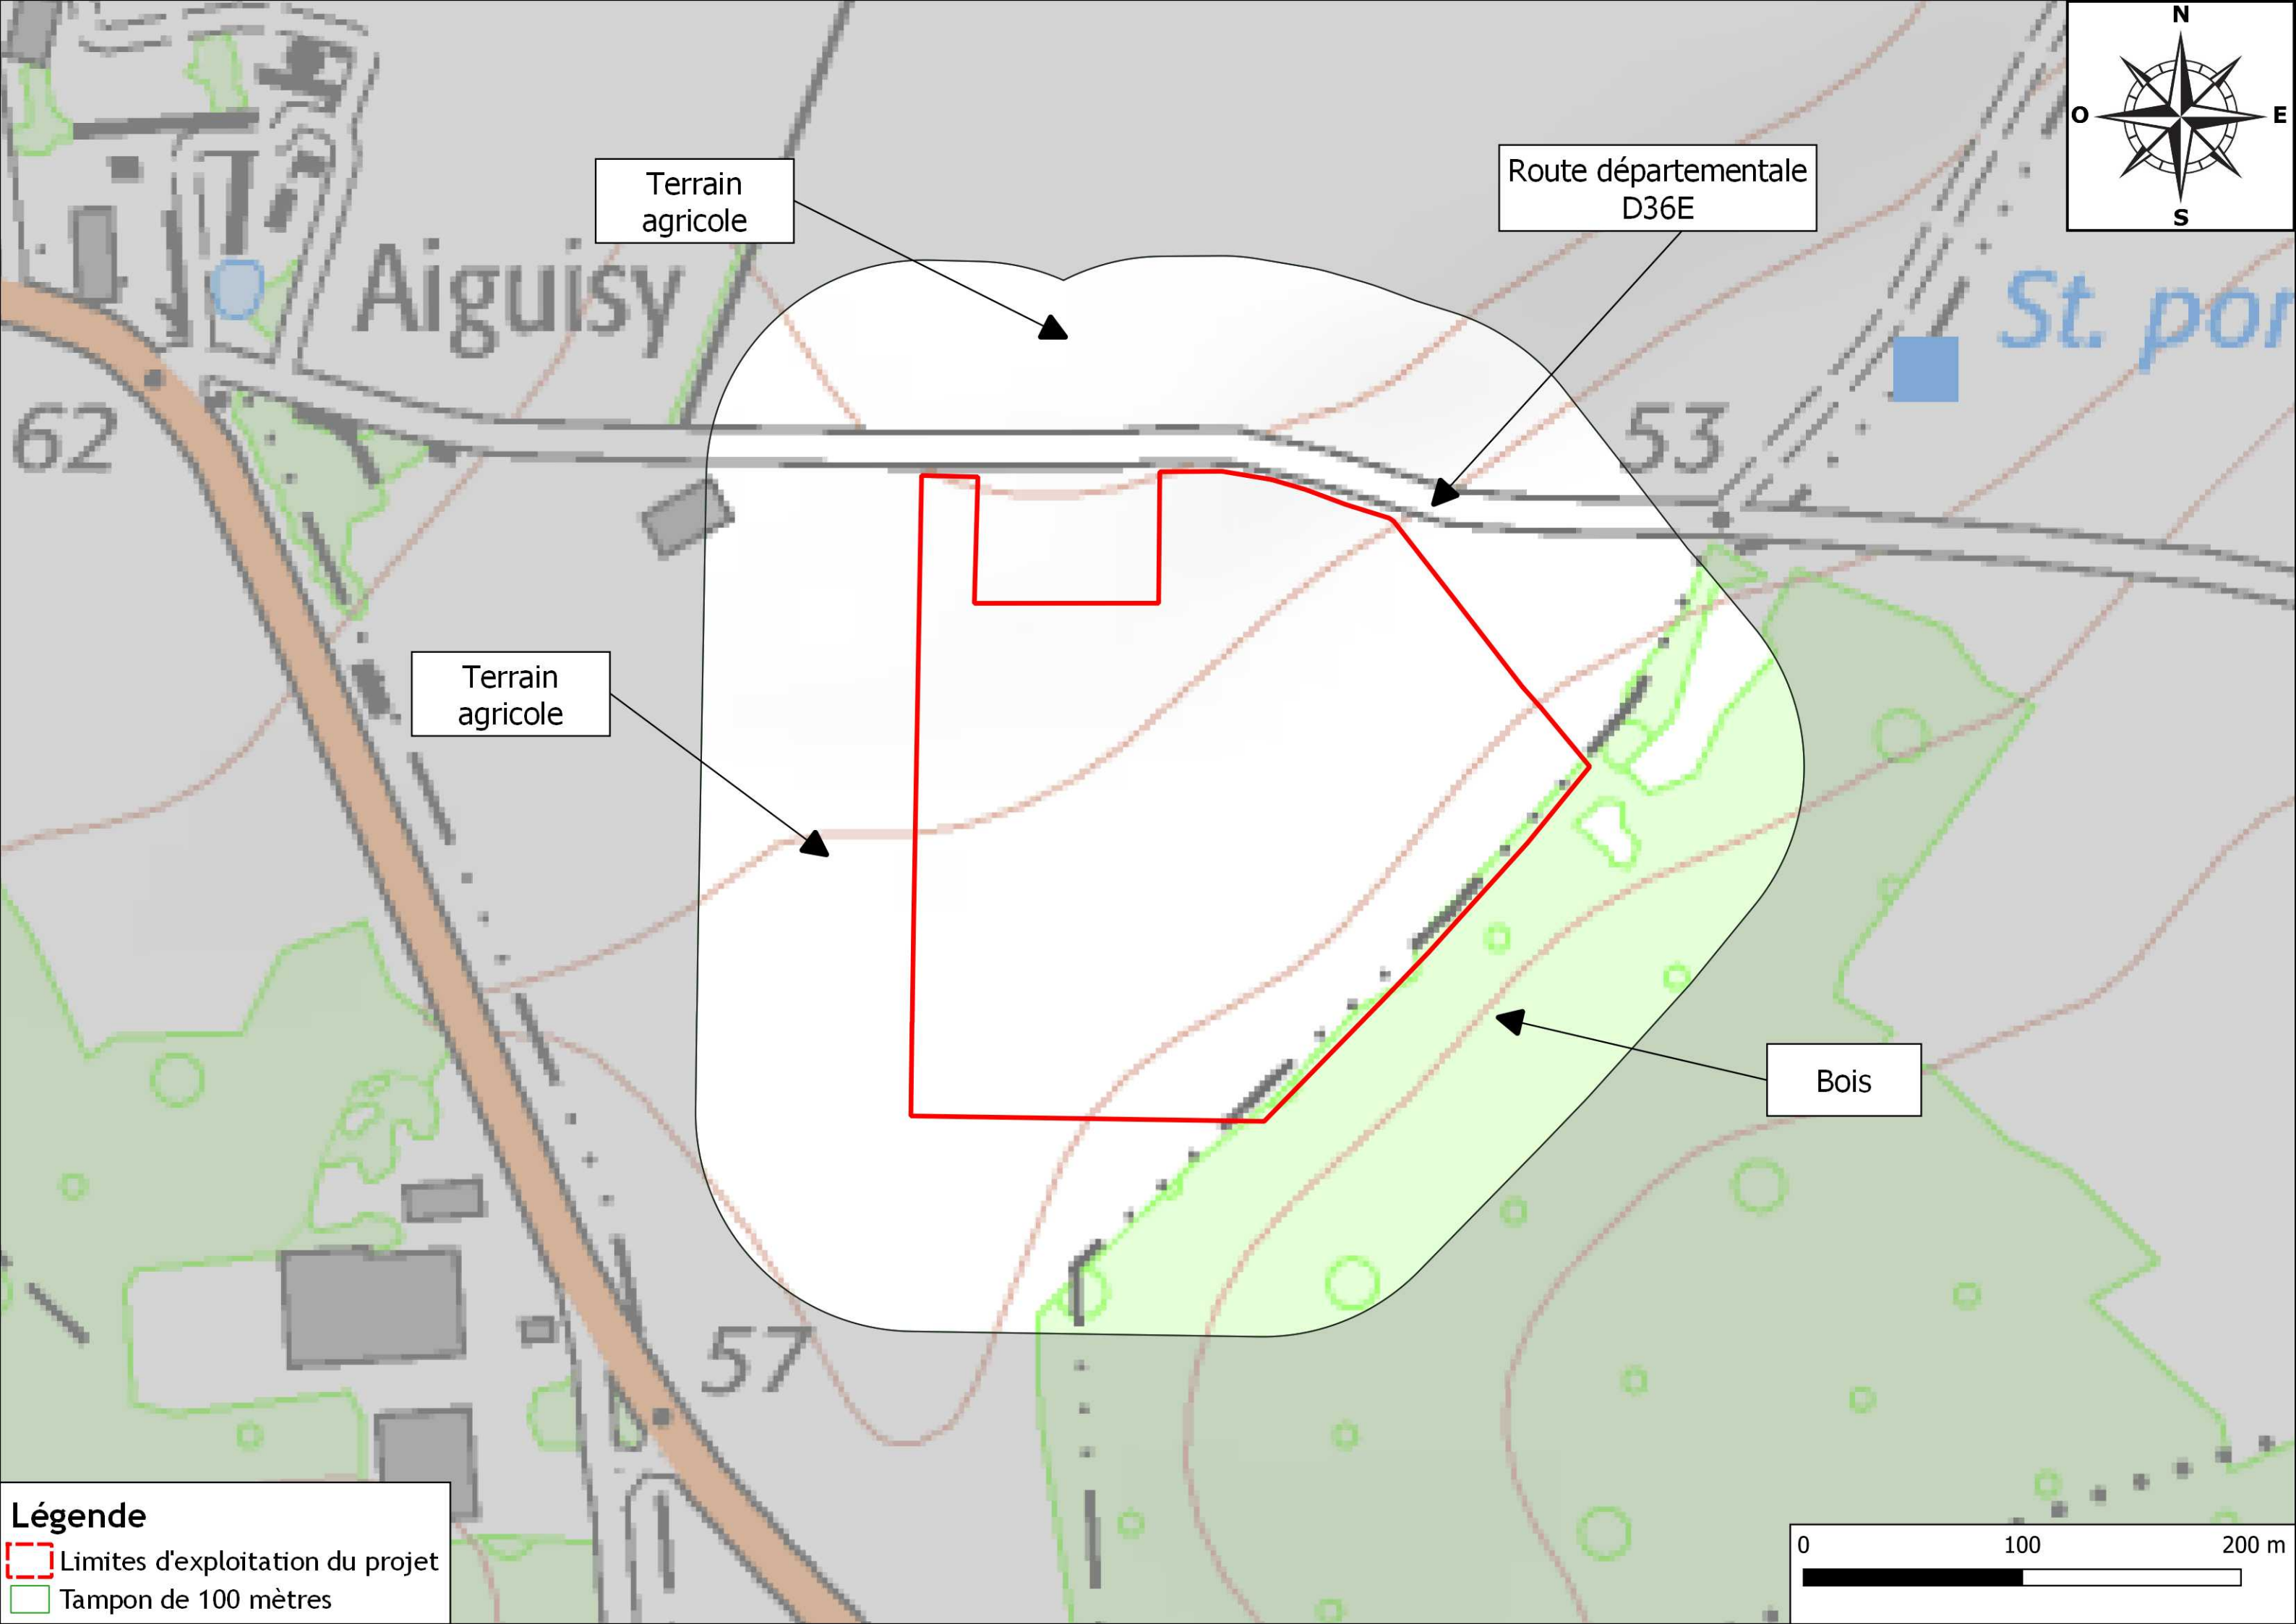 N
O
E
S
Terrain
agricole
Route départementale
D36E
Aiguisy
St. por
62
53
Terrain
agricole
Bois
57
Légende
Limites d'exploitation du projet
Tampon de 100 mètres
0 100 200 m